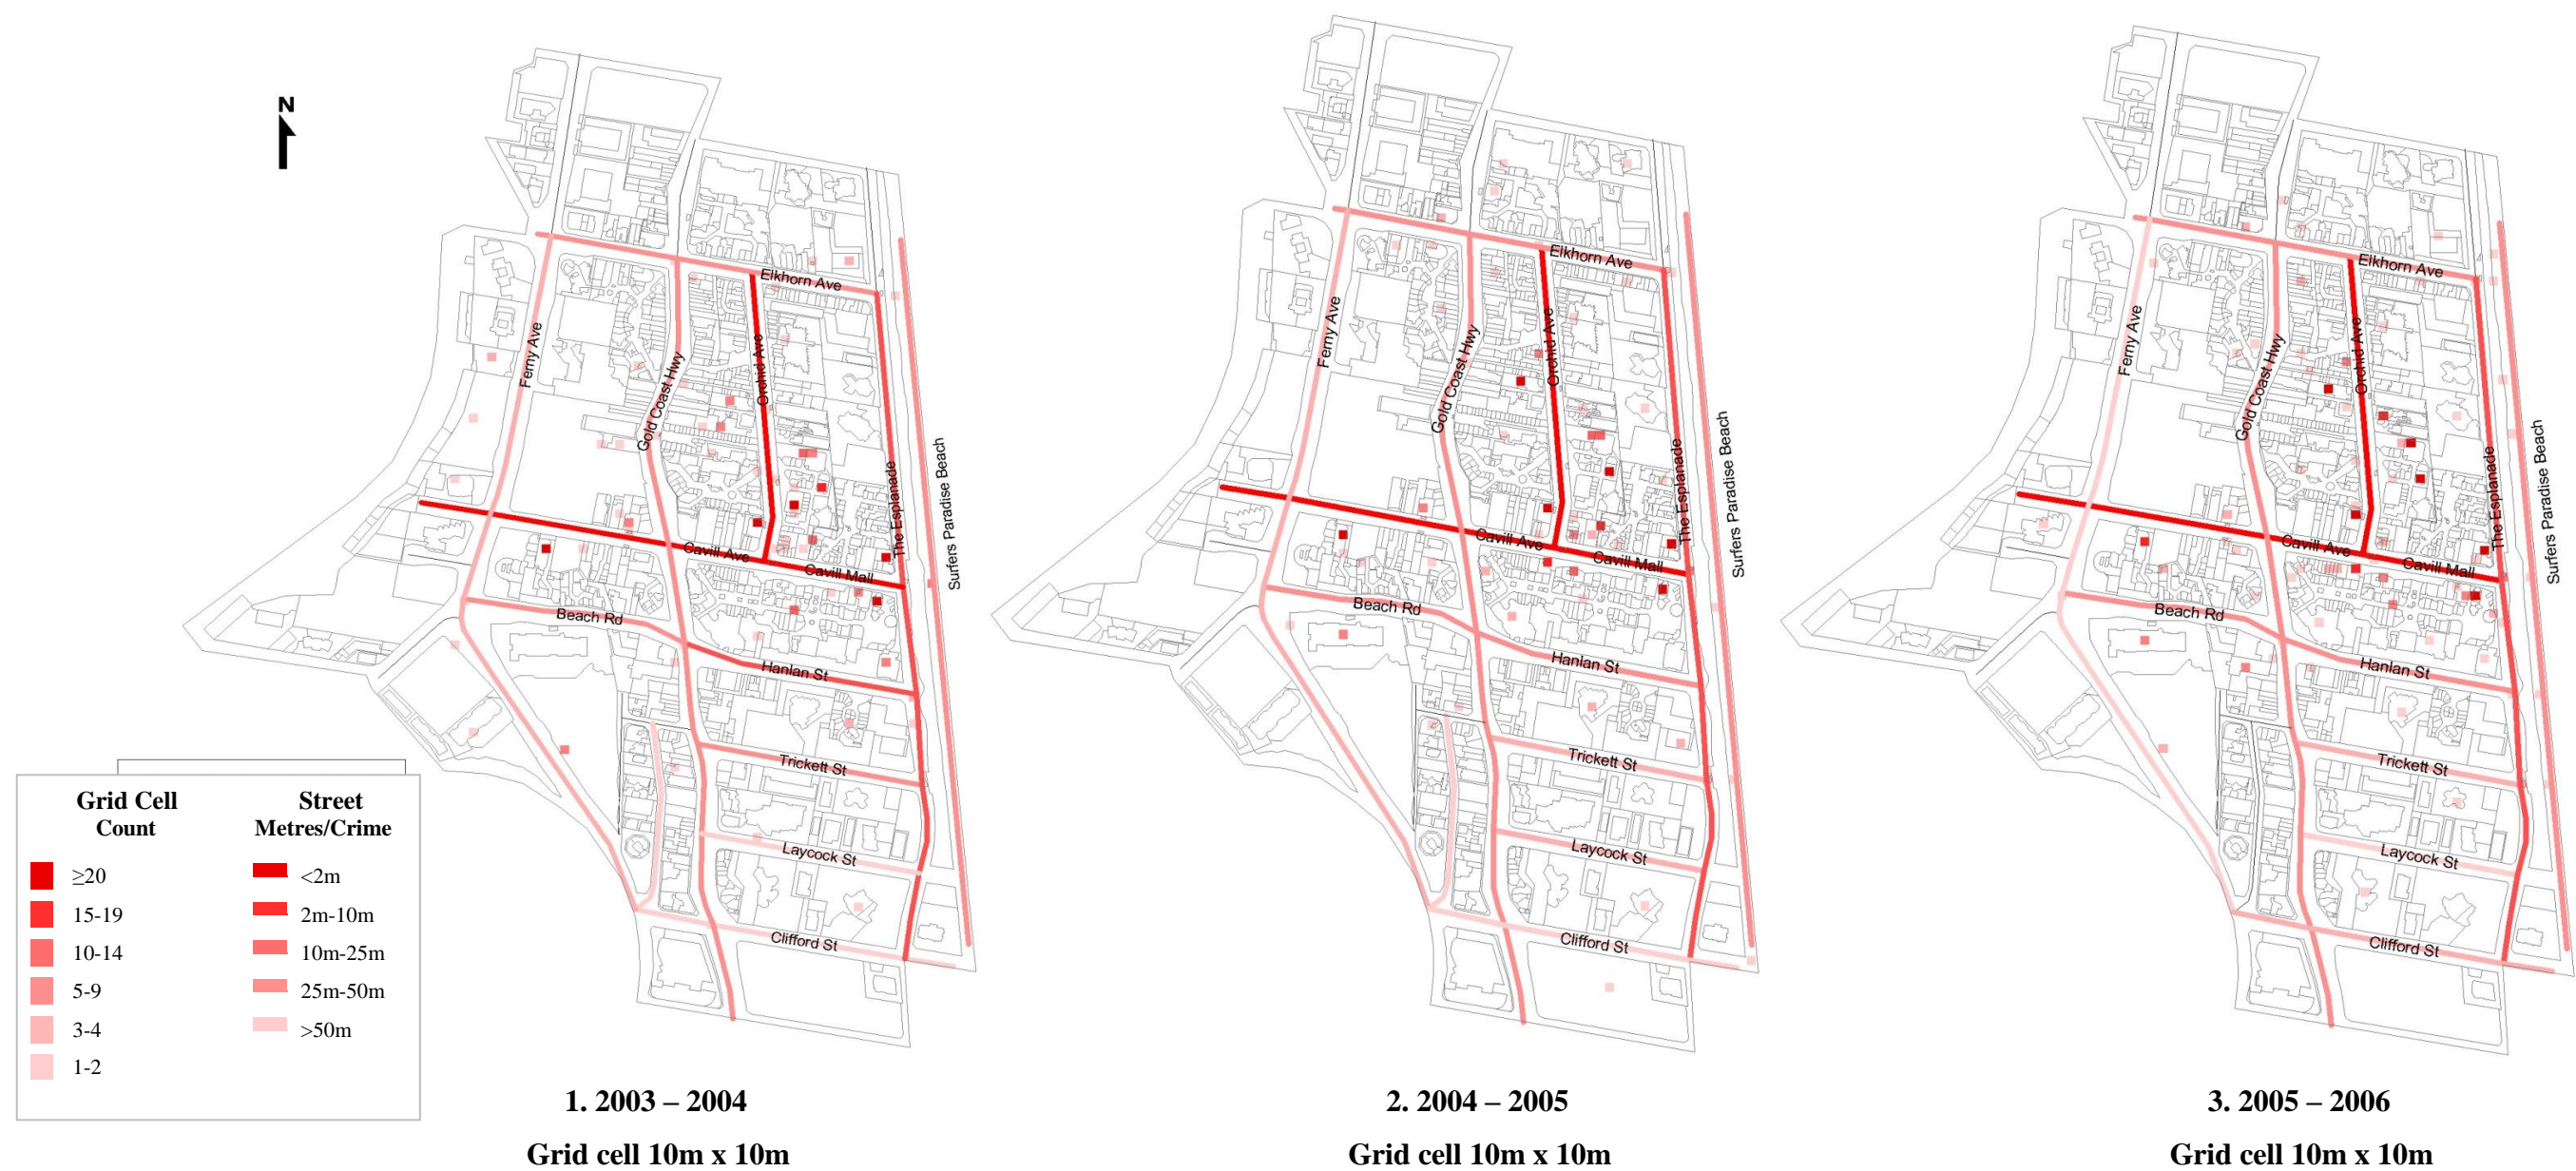 N
Elkhorn Ave
Ferny Ave
Gold Coast Hwy
Orchid Ave
The Esplanade
Surfers Paradise Beach
Cavill Ave
Cavill Mall
Beach Rd
Hanlan St
Trickett St
Laycock St
Clifford St
Elkhorn Ave
Ferny Ave
Gold Coast Hwy
Orchid Ave
The Esplanade
Surfers Paradise Beach
Cavill Ave
Cavill Mall
Beach Rd
Hanlan St
Trickett St
Laycock St
Clifford St
Elkhorn Ave
Ferny Ave
Gold Coast Hwy
Orchid Ave
The Esplanade
Surfers Paradise Beach
Cavill Ave
Cavill Mall
Beach Rd
Hanlan St
Trickett St
Laycock St
Clifford St
Grid Cell
Count
≥20
15-19
10-14
5-9
3-4
1-2
Street
Metres/Crime
<2m
2m-10m
10m-25m
25m-50m
>50m
1. 2003 – 2004
Grid cell 10m x 10m
2. 2004 – 2005
Grid cell 10m x 10m
3. 2005 – 2006
Grid cell 10m x 10m